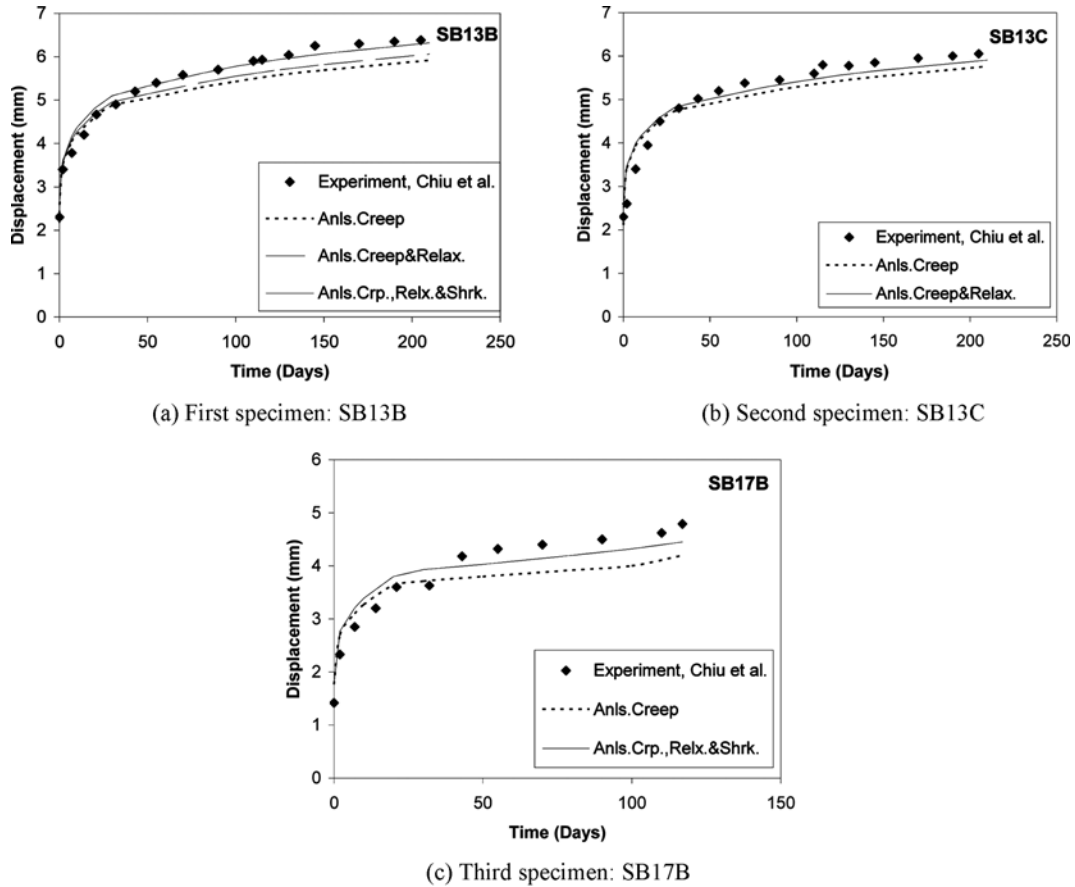 SB13B
7
6
5
4
3
2
1
0
Displacement (mm)
Experiment, Chiu et al.
Anls.Creep
Anls.Creep&Relax.
Anls.Crp.,Relx.&Shrk.
0 50 100 150 200 250
Time (Days)
(a) First specimen: SB13B
SB13C
7
6
5
4
3
2
1
0
Displacement (mm)
Experiment, Chiu et al.
Anls.Creep
Anls.Creep&Relax.
0 50 100 150 200 250
Time (Days)
(b) Second specimen: SB13C
SB17B
6
5
4
3
2
1
0
Displacement (mm)
Experiment, Chiu et al.
Anls.Creep
Anls.Crp.,Relx.&Shrk.
0 50 100 150
Time (Days)
(c) Third specimen: SB17B